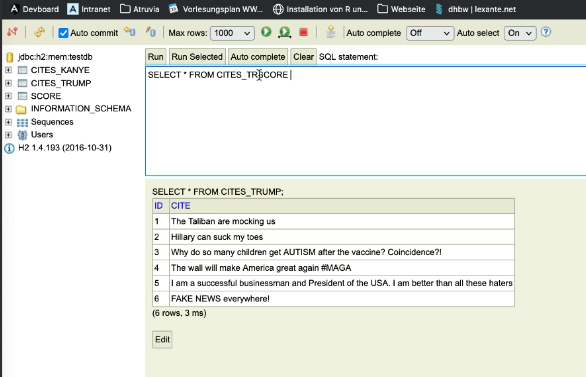 Devboard Intranet Atruvia Vorlesungsplan WW... Installation von R un... Webseite dhbw | lexante.net
Auto commit Max rows: 1000 Auto complete Off Auto select On
jdbc:h2:mem:testdb
CITES_KANYE
CITES_TRUMP
SCORE
INFORMATION_SCHEMA
Sequences
Users
H2 1.4.193 (2016-10-31)
Run Run Selected Auto complete Clear SQL statement:
SELECT * FROM CITES_TRSCORE
SELECT * FROM CITES_TRUMP;
ID CITE
1 The Taliban are mocking us
2 Hillary can suck my toes
3 Why do so many children get AUTISM after the vaccine? Coincidence?!
4 The wall will make America great again #MAGA
5 I am a successful businessman and President of the USA. I am better than all these haters
6 FAKE NEWS everywhere!
(6 rows, 3 ms)
Edit